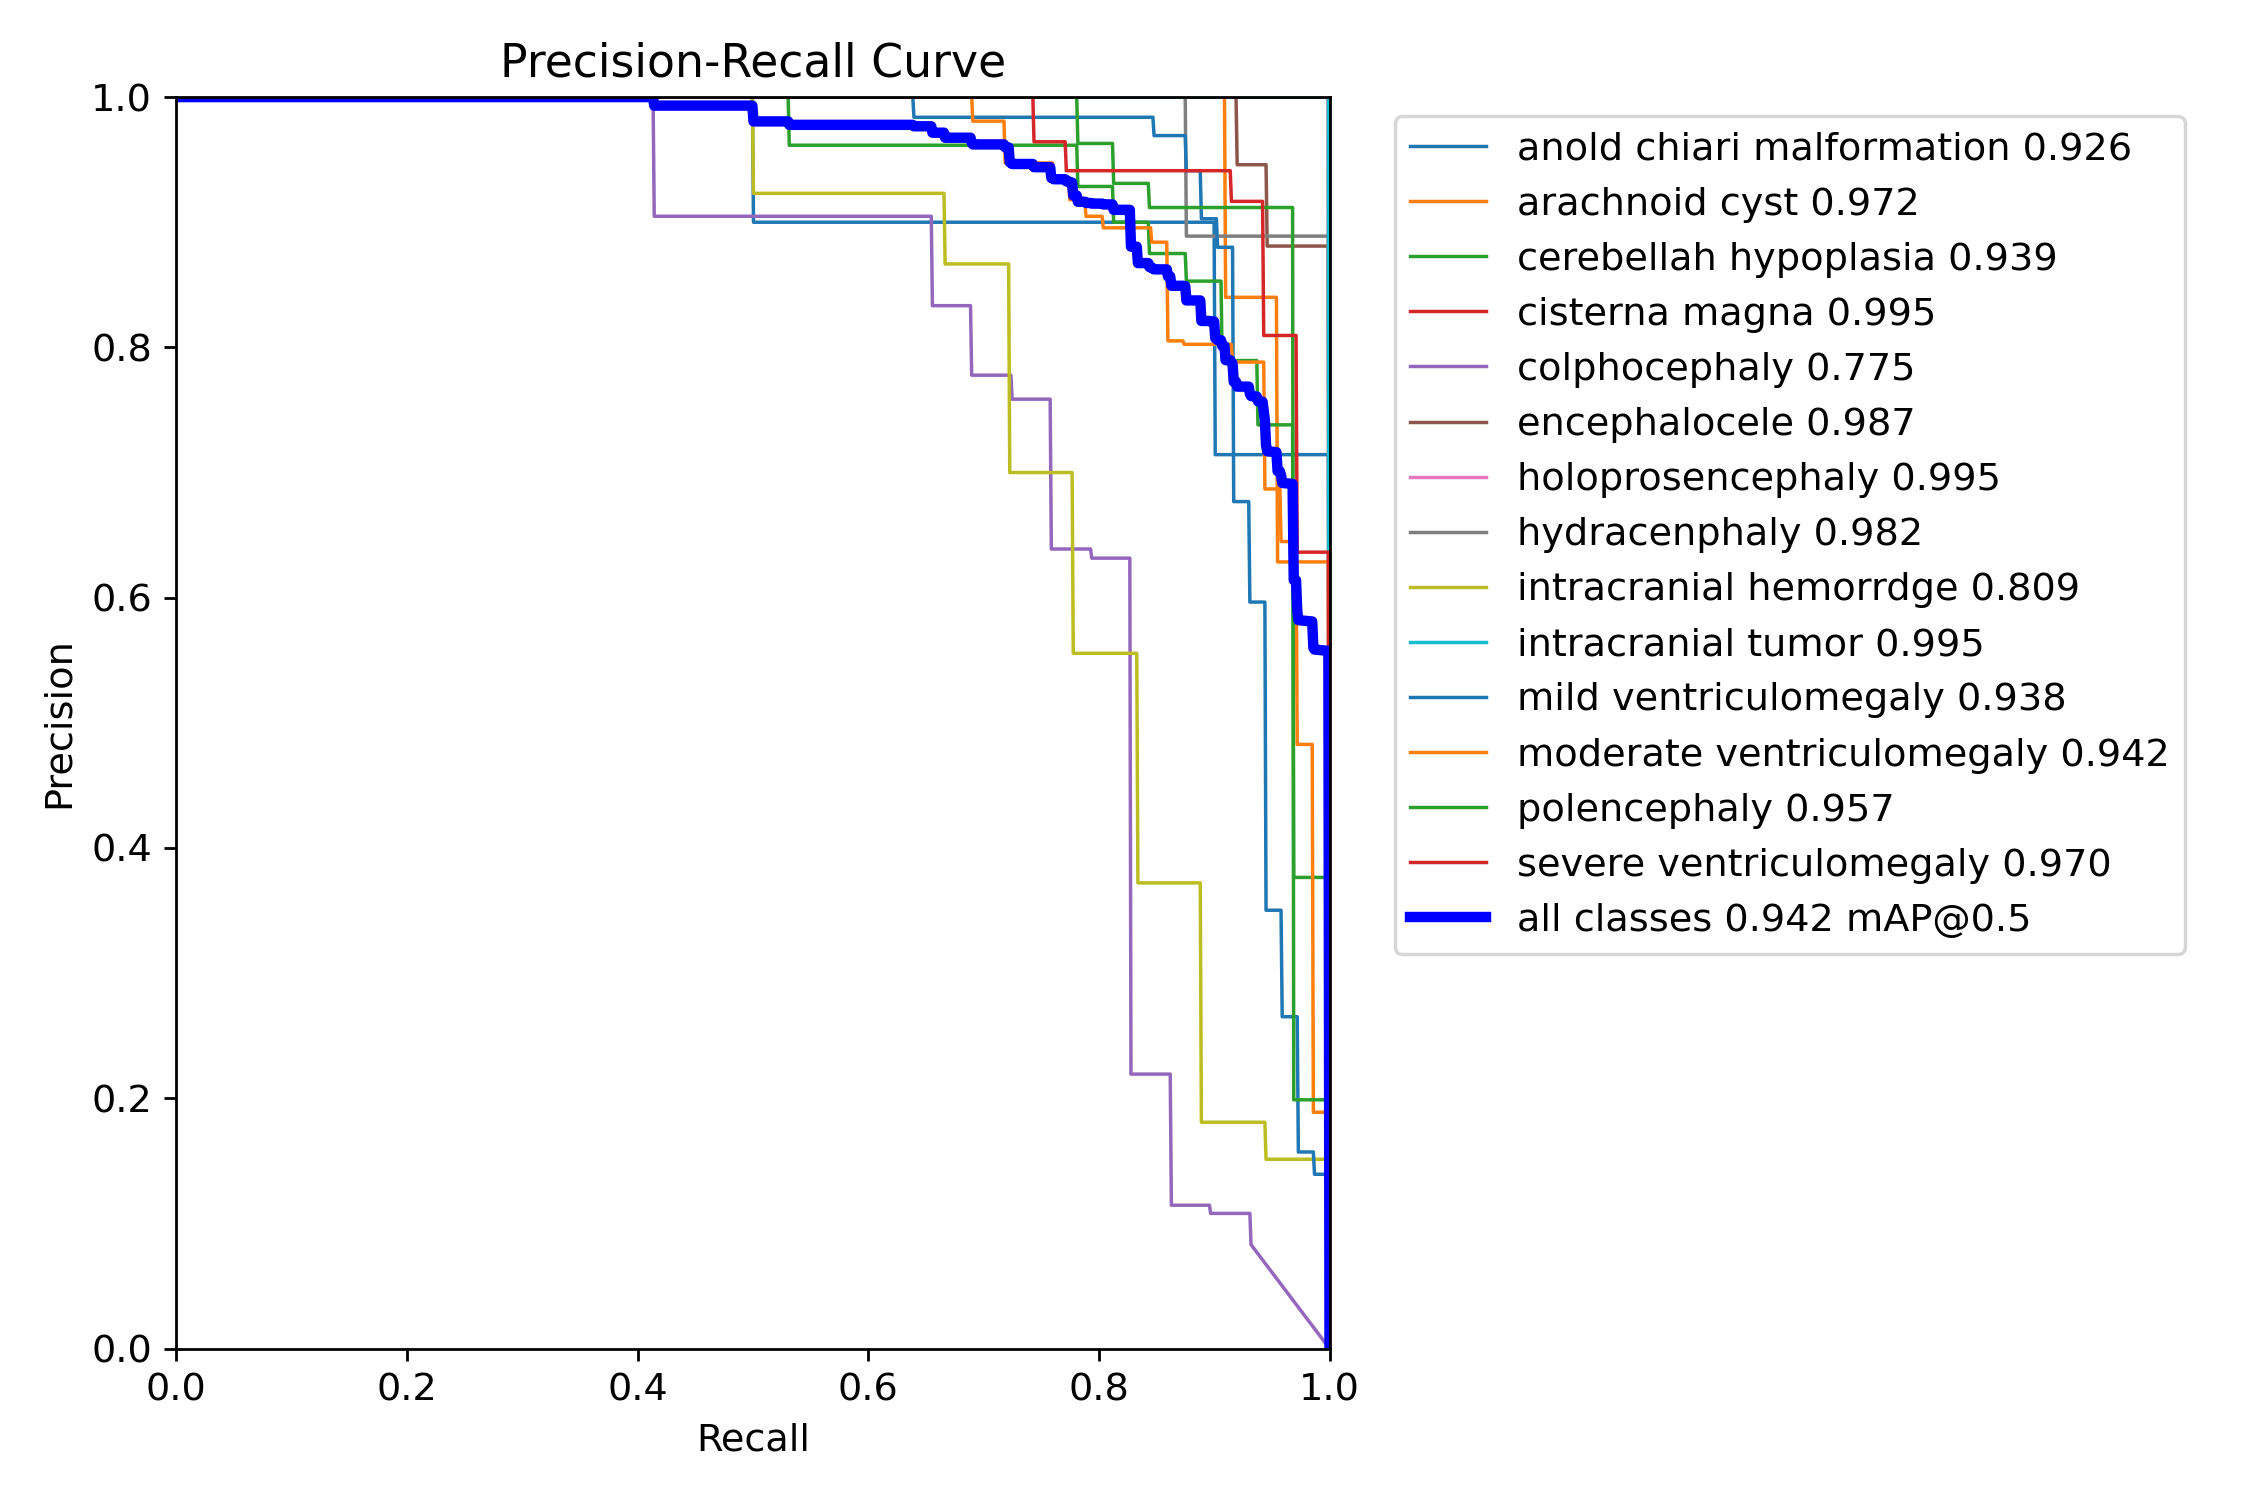 Precision-Recall Curve
1.0
0.8
0.6
0.4
0.2
0.0
Precision
0.0 0.2 0.4 0.6 0.8 1.0
Recall
anold chiari malformation 0.926
arachnoid cyst 0.972
cerebellah hypoplasia 0.939
cisterna magna 0.995
colphocephaly 0.775
encephalocele 0.987
holoprosencephaly 0.995
hydracenphaly 0.982
intracranial hemorrdge 0.809
intracranial tumor 0.995
mild ventriculomegaly 0.938
moderate ventriculomegaly 0.942
polencephaly 0.957
severe ventriculomegaly 0.970
all classes 0.942 mAP@0.5